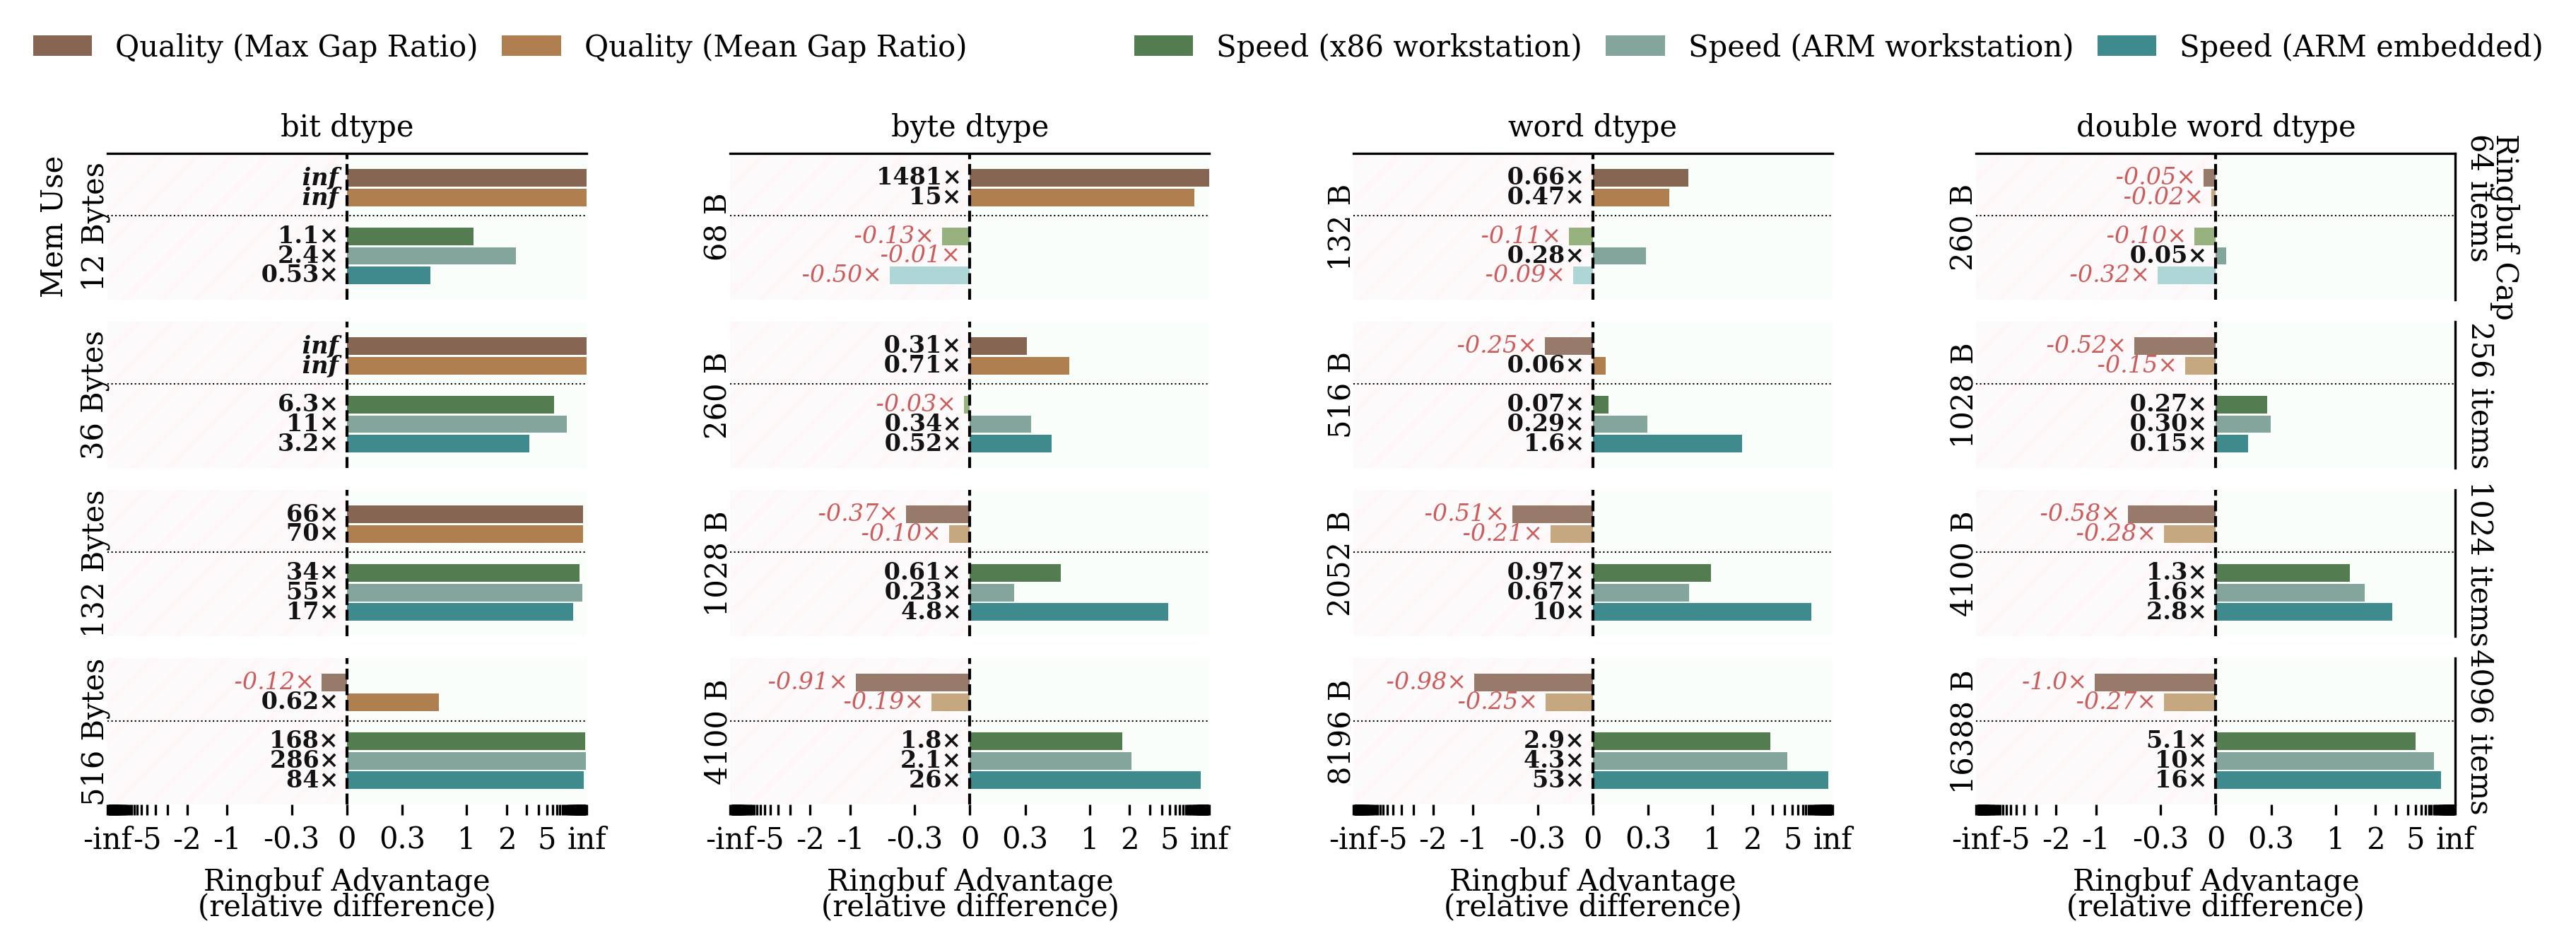 Quality (Max Gap Ratio) Quality (Mean Gap Ratio) Speed (x86 workstation) Speed (ARM workstation) Speed (ARM embedded)
bit dtype byte dtype word dtype double word dtype
Mem Use
12 Bytes
inf
inf
1.1×
2.4×
0.53×
68 B
1481×
15×
-0.13×
-0.01×
-0.50×
132 B
0.66×
0.47×
-0.11×
0.28×
-0.09×
260 B
-0.05×
-0.02×
-0.10×
0.05×
-0.32×
Ringbuf Cap
64 items
36 Bytes
inf
inf
6.3×
11×
3.2×
260 B
0.31×
0.71×
-0.03×
0.34×
0.52×
516 B
-0.25×
0.06×
0.07×
0.29×
1.6×
1028 B
-0.52×
-0.15×
0.27×
0.30×
0.15×
256 items
132 Bytes
66×
70×
34×
55×
17×
1028 B
-0.37×
-0.10×
0.61×
0.23×
4.8×
2052 B
-0.51×
-0.21×
0.97×
0.67×
10×
4100 B
-0.58×
-0.28×
1.3×
1.6×
2.8×
1024 items
516 Bytes
-0.12×
0.62×
168×
286×
84×
4100 B
-0.91×
-0.19×
1.8×
2.1×
26×
8196 B
-0.98×
-0.25×
2.9×
4.3×
53×
16388 B
-1.0×
-0.27×
5.1×
10×
16×
4096 items
-inf -5 -2 -1 -0.3 0 0.3 1 2 5 inf
-inf -5 -2 -1 -0.3 0 0.3 1 2 5 inf
-inf -5 -2 -1 -0.3 0 0.3 1 2 5 inf
-inf -5 -2 -1 -0.3 0 0.3 1 2 5 inf
Ringbuf Advantage
(relative difference)
Ringbuf Advantage
(relative difference)
Ringbuf Advantage
(relative difference)
Ringbuf Advantage
(relative difference)